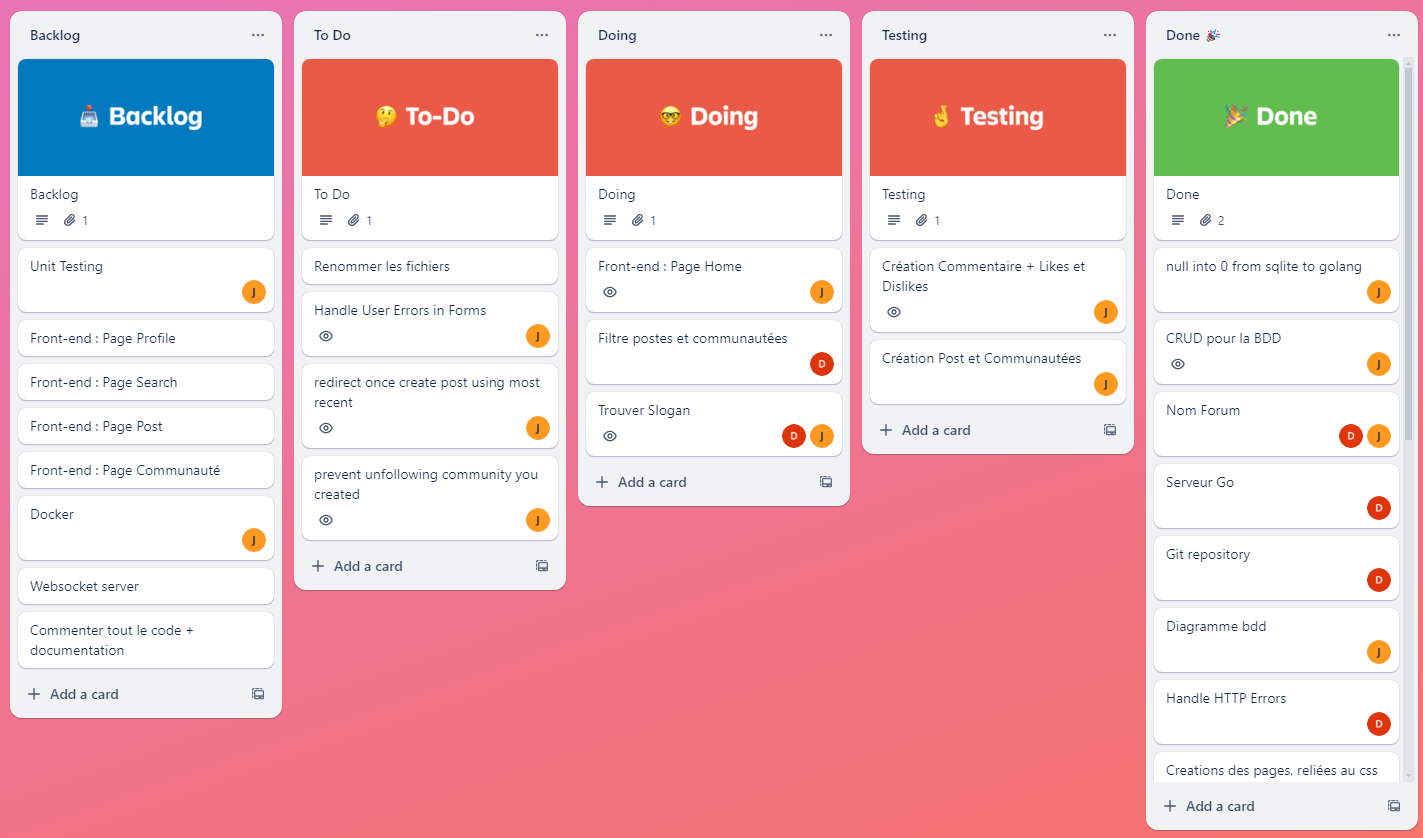 Backlog
Backlog
Backlog
1
Unit Testing
J
Front-end : Page Profile
Front-end : Page Search
Front-end : Page Post
Front-end : Page Communauté
Docker
J
Websocket server
Commenter tout le code +
documentation
Add a card
To Do
To-Do
To Do
1
Renommer les fichiers
Handle User Errors in Forms
J
redirect once create post using most
recent
J
prevent unfollowing community you
created
J
Add a card
Doing
Doing
Doing
1
Front-end : Page Home
J
Filtre postes et communautées
D
Trouver Slogan
D J
Add a card
Testing
Testing
Testing
1
Création Commentaire + Likes et
Dislikes
J
Création Post et Communautées
J
Add a card
Done
Done
Done
2
null into 0 from sqlite to golang
J
CRUD pour la BDD
J
Nom Forum
D J
Serveur Go
D
Git repository
D
Diagramme bdd
J
Handle HTTP Errors
D
Creations des pages, reliées au css
Add a card